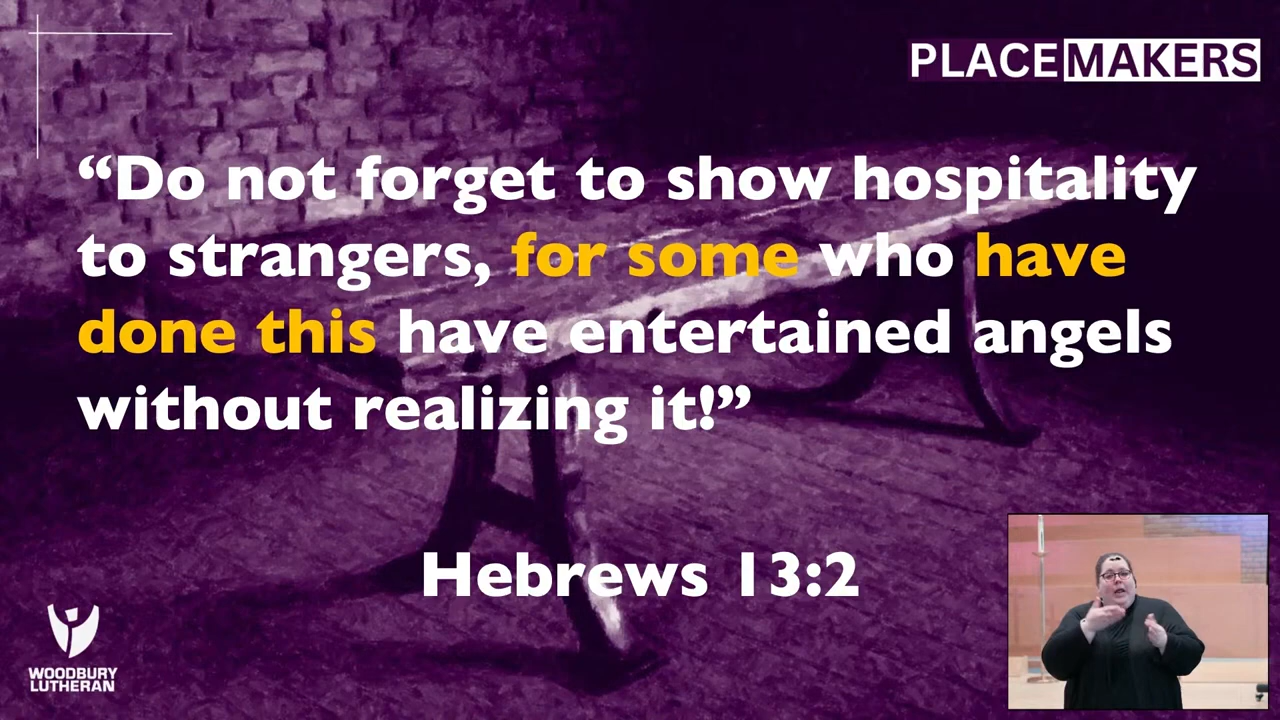 PLACEMAKERS
“Do not forget to show hospitality
to strangers, for some who have
done this have entertained angels
without realizing it!”
Hebrews 13:2
WOODBURY
LUTHERAN